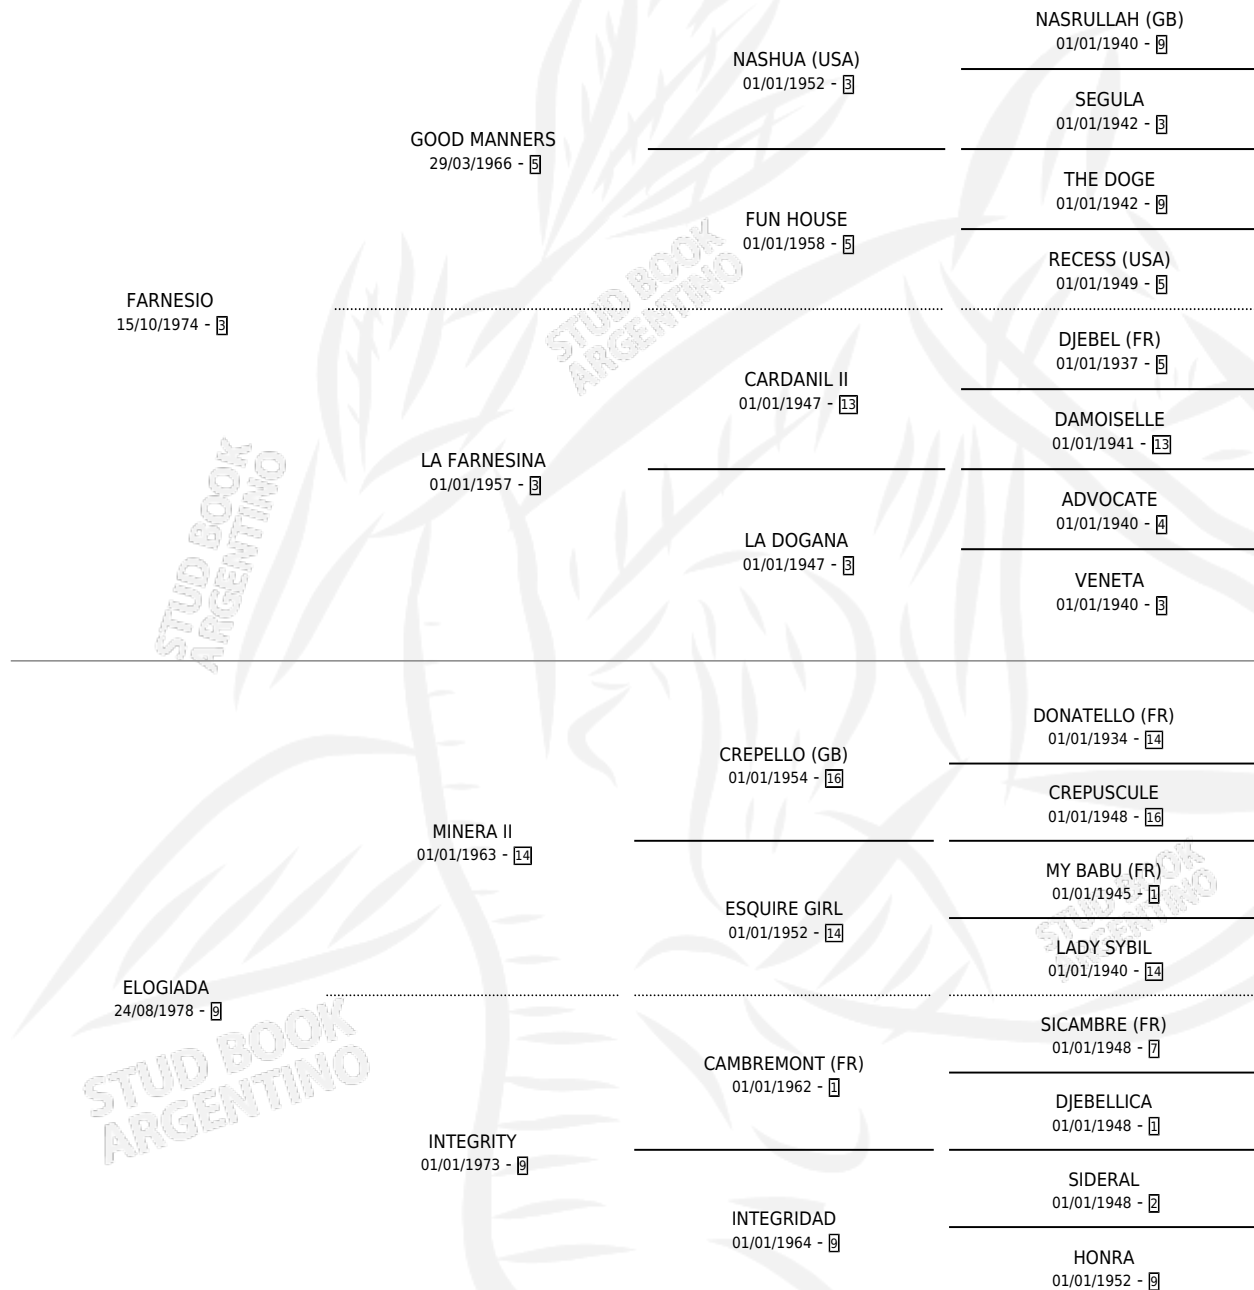 NASRULLAH (GB)
01/01/1940 - 9
NASHUA (USA)
01/01/1952 - 3
SEGULA
01/01/1942 - 3
GOOD MANNERS
29/03/1966 - 5
THE DOGE
01/01/1942 - 9
FUN HOUSE
01/01/1958 - 5
RECESS (USA)
01/01/1949 - 5
FARNESIO
15/10/1974 - 3
DJEBEL (FR)
01/01/1937 - 5
CARDANIL II
01/01/1947 - 13
DAMOISELLE
01/01/1941 - 13
LA FARNESINA
01/01/1957 - 3
ADVOCATE
01/01/1940 - 4
LA DOGANA
01/01/1947 - 3
VENETA
01/01/1940 - 3
DONATELLO (FR)
01/01/1934 - 14
CREPELLO (GB)
01/01/1954 - 16
CREPUSCULE
01/01/1948 - 16
MINERA II
01/01/1963 - 14
MY BABU (FR)
01/01/1945 - 1
ESQUIRE GIRL
01/01/1952 - 14
LADY SYBIL
01/01/1940 - 14
ELOGIADA
24/08/1978 - 9
SICAMBRE (FR)
01/01/1948 - 7
CAMBREMONT (FR)
01/01/1962 - 1
DJEBELLICA
01/01/1948 - 1
INTEGRITY
01/01/1973 - 9
SIDERAL
01/01/1948 - 2
INTEGRIDAD
01/01/1964 - 9
HONRA
01/01/1952 - 9
STUD BOOK
ARGENTINO
STUD BOOK
ARGENTINO
STUD BOOK
ARGENTINO
STUD BOOK
ARGENTINO